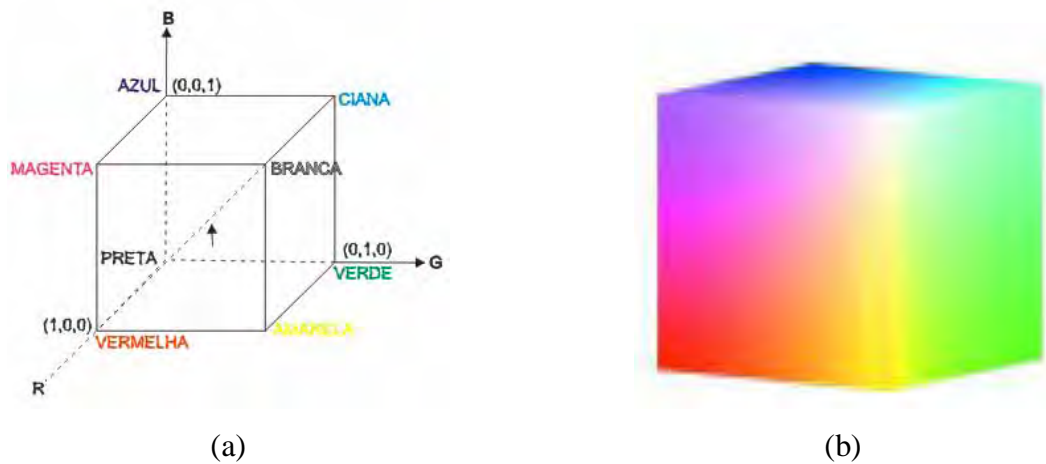 B
AZUL (0,0,1)
CIANA
MAGENTA
BRANCA
PRETA
(0,1,0)
G
VERDE
(1,0,0)
AMARELA
VERMELHA
R
(a)
(b)